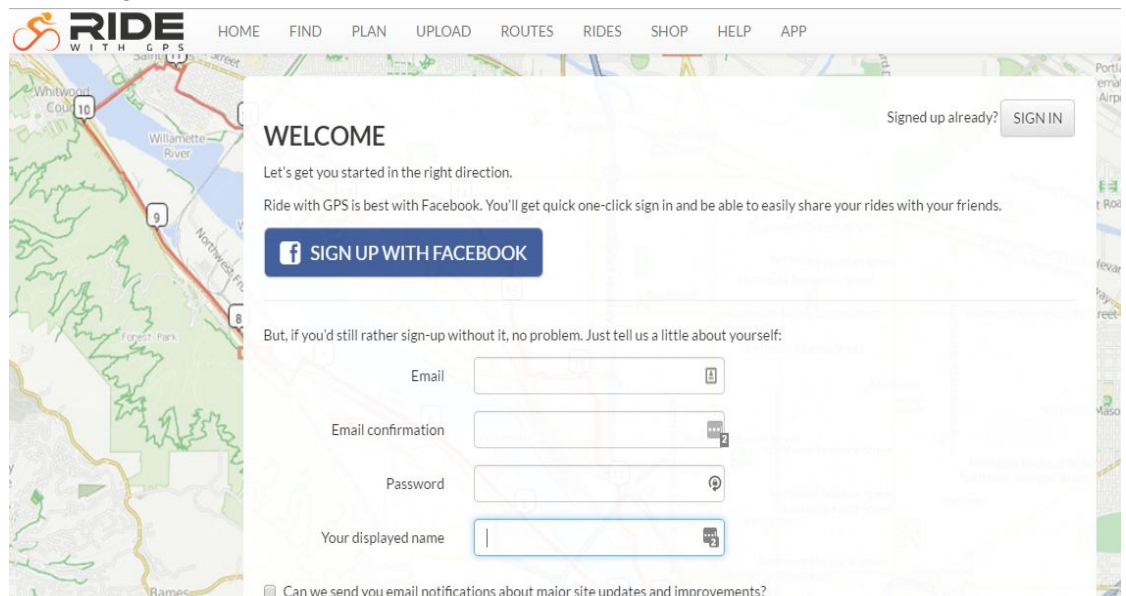 RIDE
WITH GPS
HOME FIND PLAN UPLOAD ROUTES RIDES SHOP HELP APP
Signed up already? SIGN IN
WELCOME
Let's get you started in the right direction.
Ride with GPS is best with Facebook. You'll get quick one-click sign in and be able to easily share your rides with your friends.
f SIGN UP WITH FACEBOOK
But, if you'd still rather sign-up without it, no problem. Just tell us a little about yourself:
Email
Email confirmation
2
Password
Your displayed name
2
Can we send you email notifications about major site updates and improvements?
11
Whitwood
10
Willamette
River
9
8
Forest Park